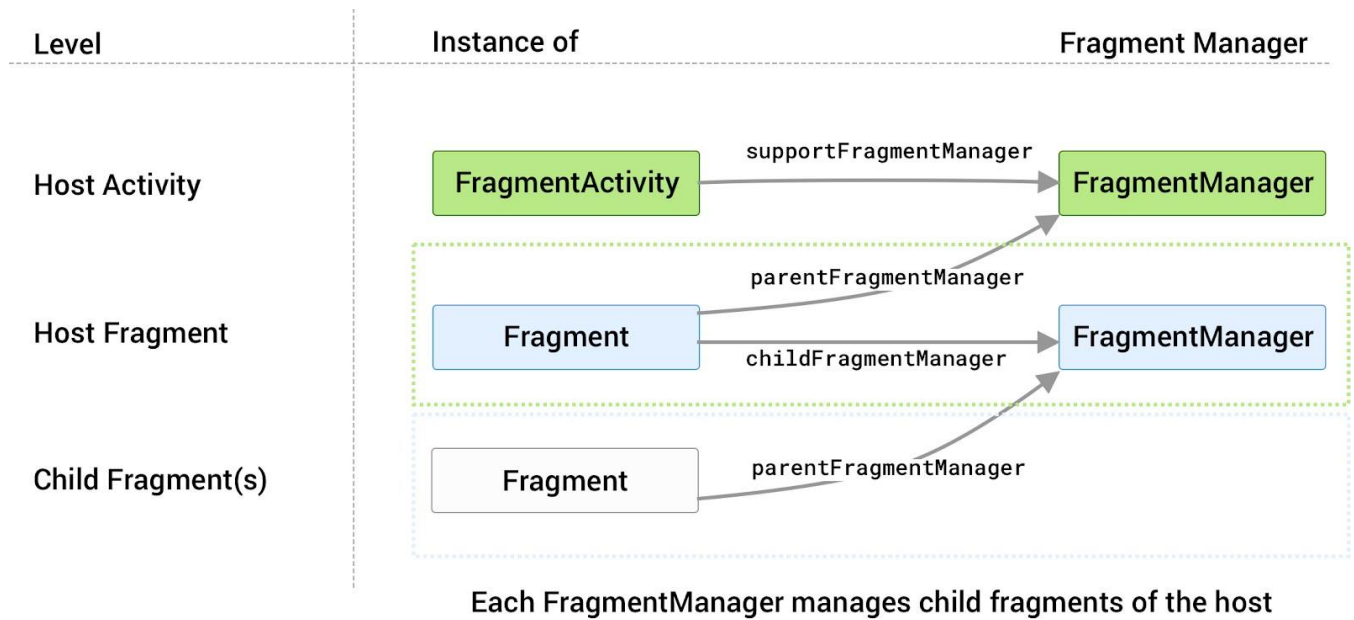 Level
Instance of
Fragment Manager
Host Activity
FragmentActivity
supportFragmentManager
FragmentManager
parentFragmentManager
Host Fragment
Fragment
childFragmentManager
FragmentManager
Child Fragment(s)
Fragment
parentFragmentManager
Each FragmentManager manages child fragments of the host